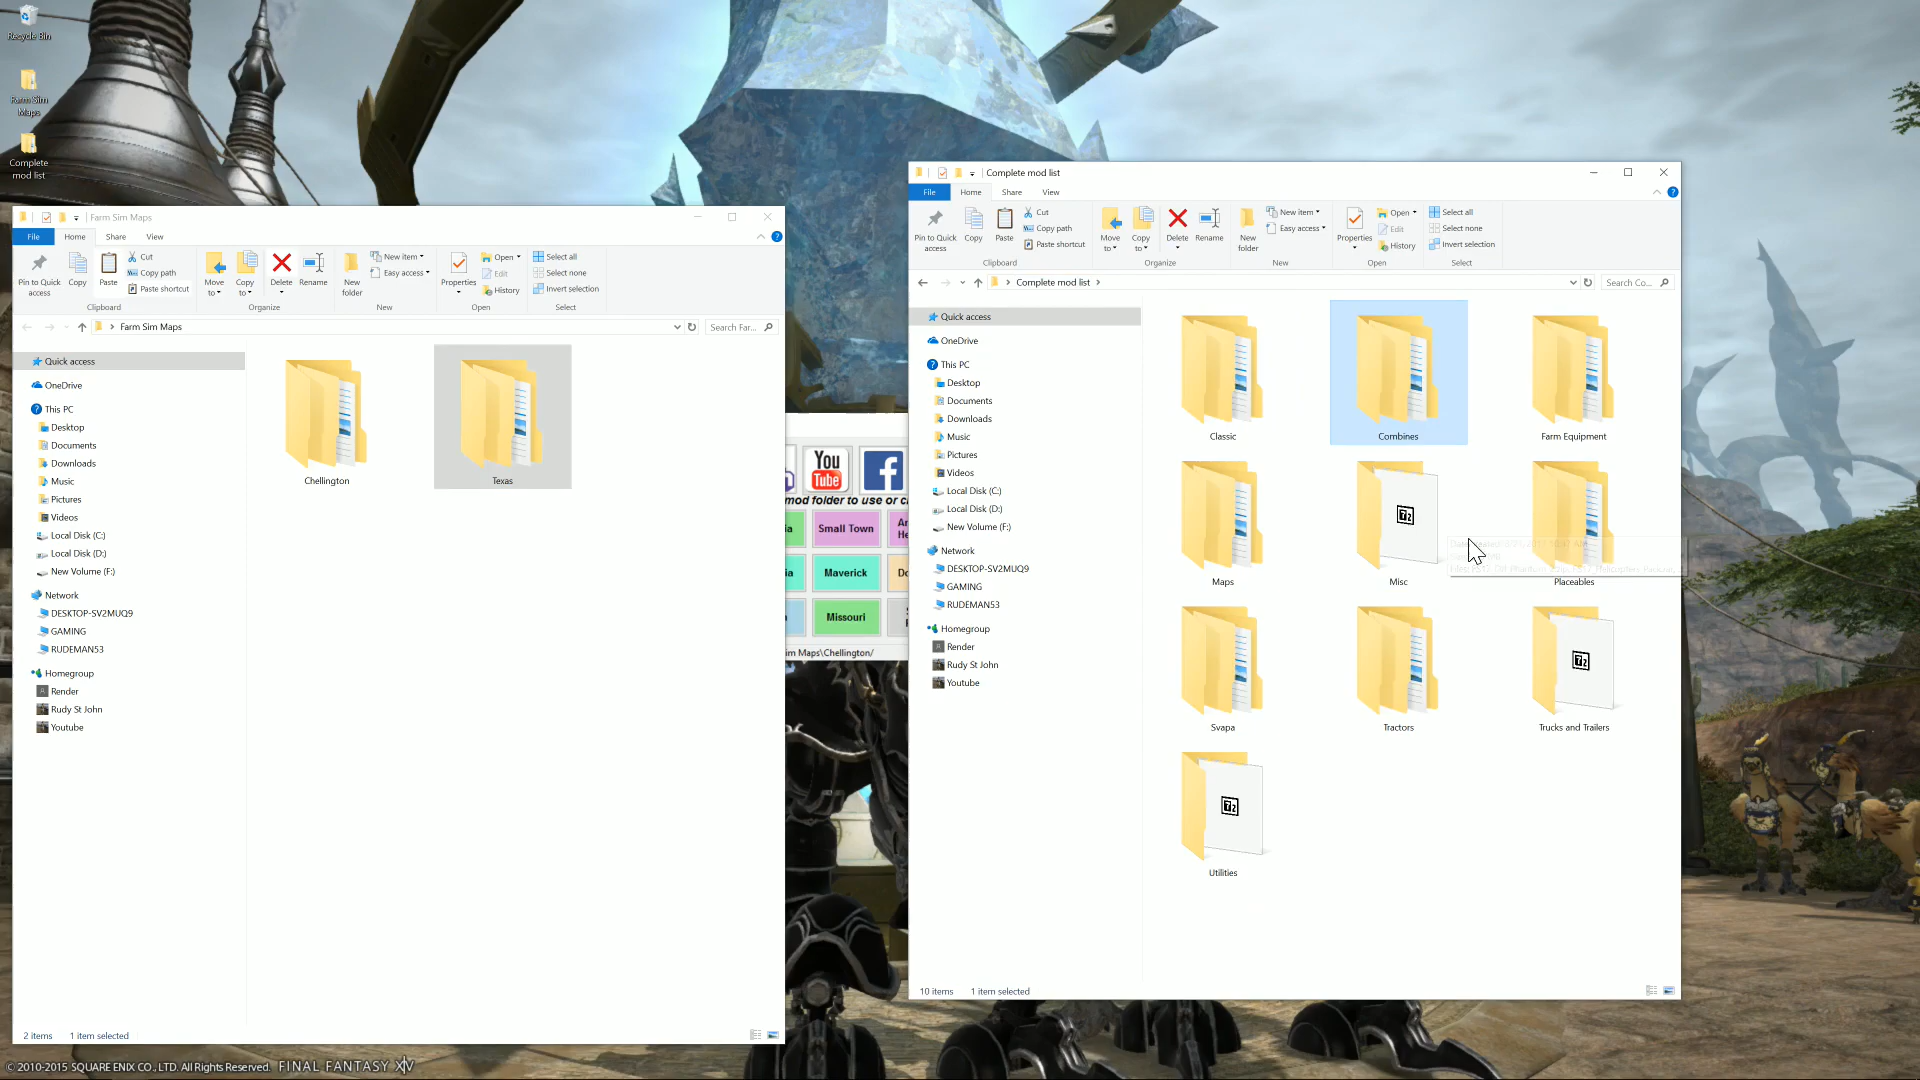 Recycle Bin
Farm Sim
Maps
Complete
mod list
Farm Sim Maps
File
Home
Share
View
Pin to Quick
access
Copy
Paste
Cut
Copy path
Paste shortcut
Clipboard
Move
to
Copy
to
Delete
Rename
Organize
New
folder
New item
Easy access
New
Properties
Open
Edit
History
Open
Select all
Select none
Invert selection
Select
Farm Sim Maps
Search Far...
Quick access
OneDrive
This PC
Desktop
Documents
Downloads
Music
Pictures
Videos
Local Disk (C:)
Local Disk (D:)
New Volume (F:)
Network
DESKTOP-SV2MUQ9
GAMING
RUDEMAN53
Homegroup
Render
Rudy St John
Youtube
Chellington
Texas
2 items
1 item selected
You
Tube
mod folder to use or c
ia
Small Town
ia
Maverick
Do
Missouri
im Maps\Chellington/
Complete mod list
File
Home
Share
View
Pin to Quick
access
Copy
Paste
Cut
Copy path
Paste shortcut
Clipboard
Move
to
Copy
to
Delete
Rename
Organize
New
folder
New item
Easy access
New
Properties
Open
Edit
History
Open
Select all
Select none
Invert selection
Select
Complete mod list
Search Co...
Quick access
OneDrive
This PC
Desktop
Documents
Downloads
Music
Pictures
Videos
Local Disk (C:)
Local Disk (D:)
New Volume (F:)
Network
DESKTOP-SV2MUQ9
GAMING
RUDEMAN53
Homegroup
Render
Rudy St John
Youtube
Classic
Combines
Farm Equipment
Maps
Misc
Placeables
Svapa
Tractors
Trucks and Trailers
Utilities
10 items
1 item selected
© 2010-2015 SQUARE ENIX CO., LTD. All Rights Reserved. FINAL FANTASY XIV